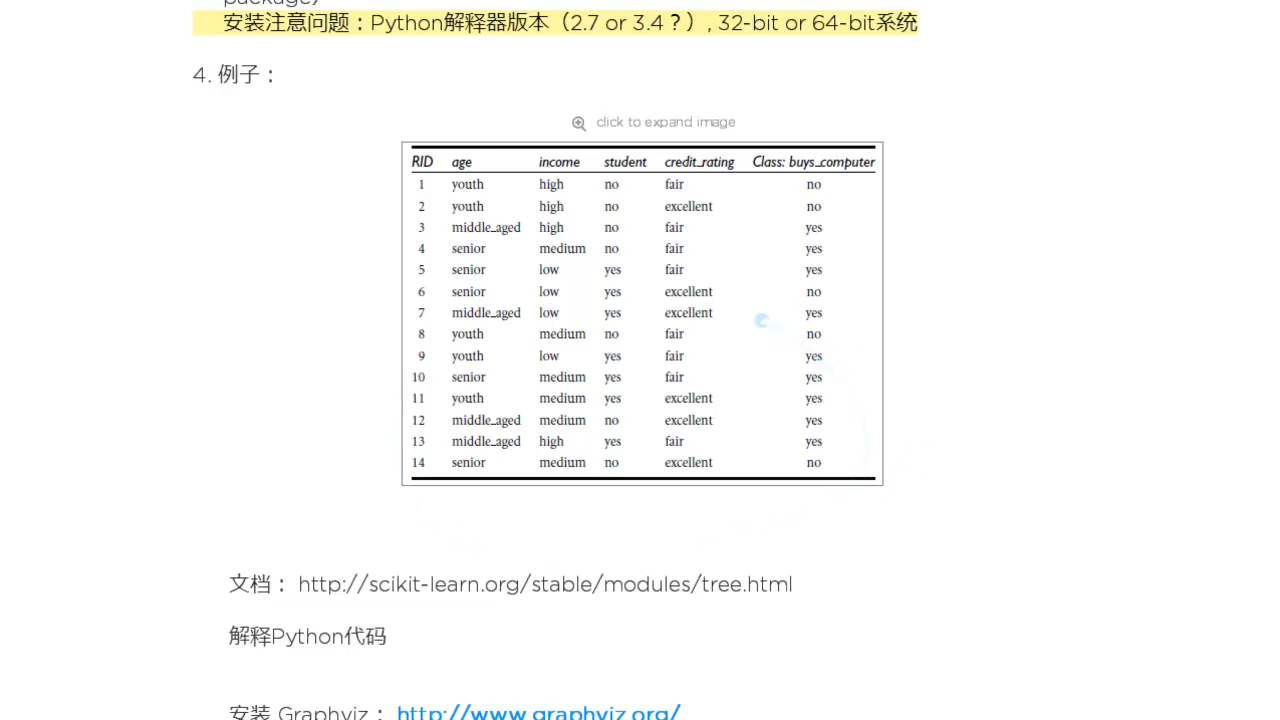 package)
安装注意问题：Python解释器版本（2.7 or 3.4？）, 32-bit or 64-bit系统
4. 例子：
click to expand image
RID age income student credit_rating Class: buys_computer
1 youth high no fair no
2 youth high no excellent no
3 middle_aged high no fair yes
4 senior medium no fair yes
5 senior low yes fair yes
6 senior low yes excellent no
7 middle_aged low yes excellent yes
8 youth medium no fair no
9 youth low yes fair yes
10 senior medium yes fair yes
11 youth medium yes excellent yes
12 middle_aged medium no excellent yes
13 middle_aged high yes fair yes
14 senior medium no excellent no
文档： http://scikit-learn.org/stable/modules/tree.html
解释Python代码
安装 Graphviz： http://www.graphviz.org/